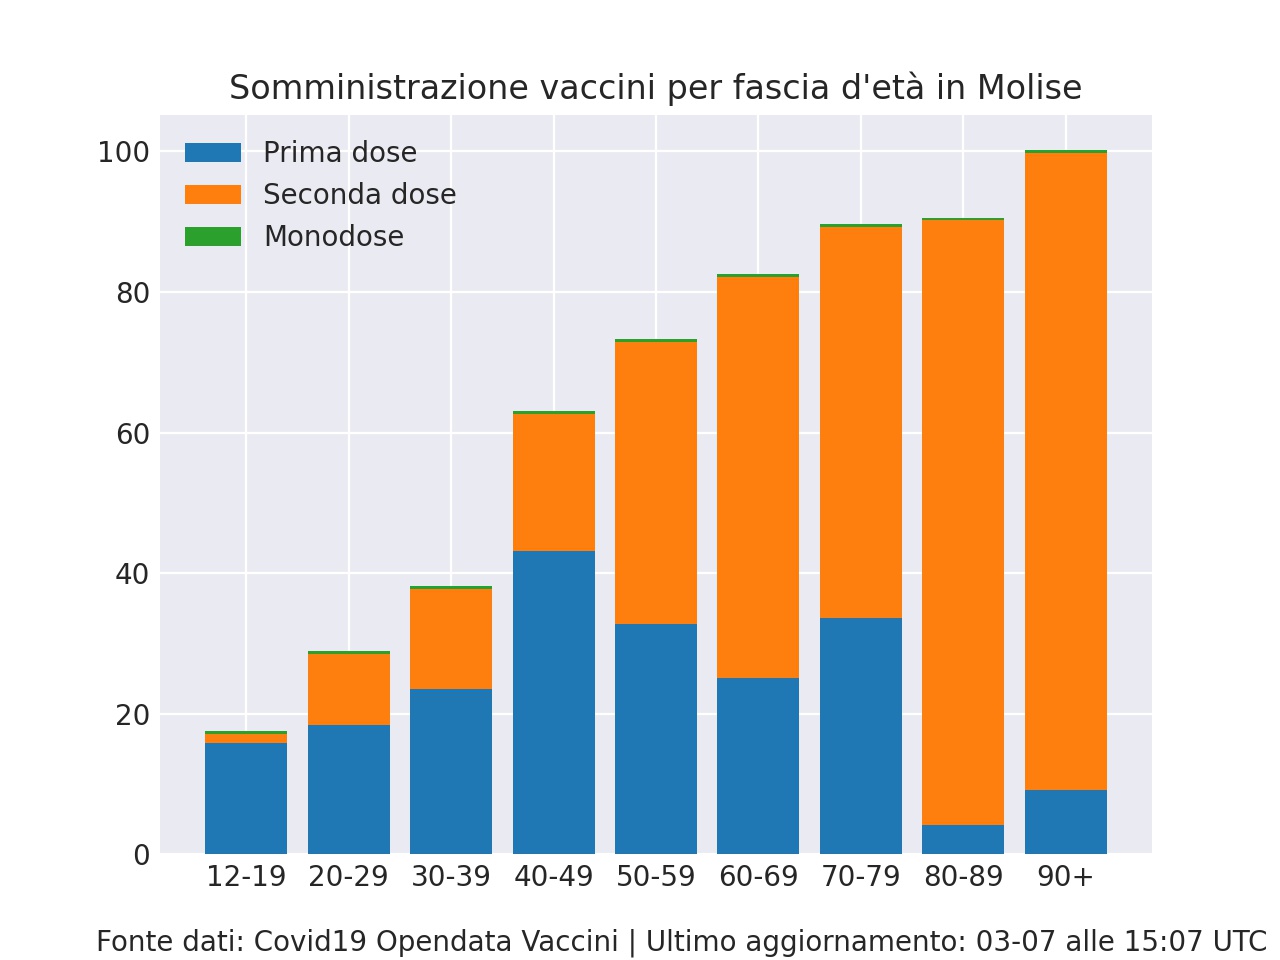 Somministrazione vaccini per fascia d'età in Molise
Prima dose
Seconda dose
Monodose
100
80
60
40
20
0
12-19 20-29 30-39 40-49 50-59 60-69 70-79 80-89 90+
Fonte dati: Covid19 Opendata Vaccini | Ultimo aggiornamento: 03-07 alle 15:07 UTC